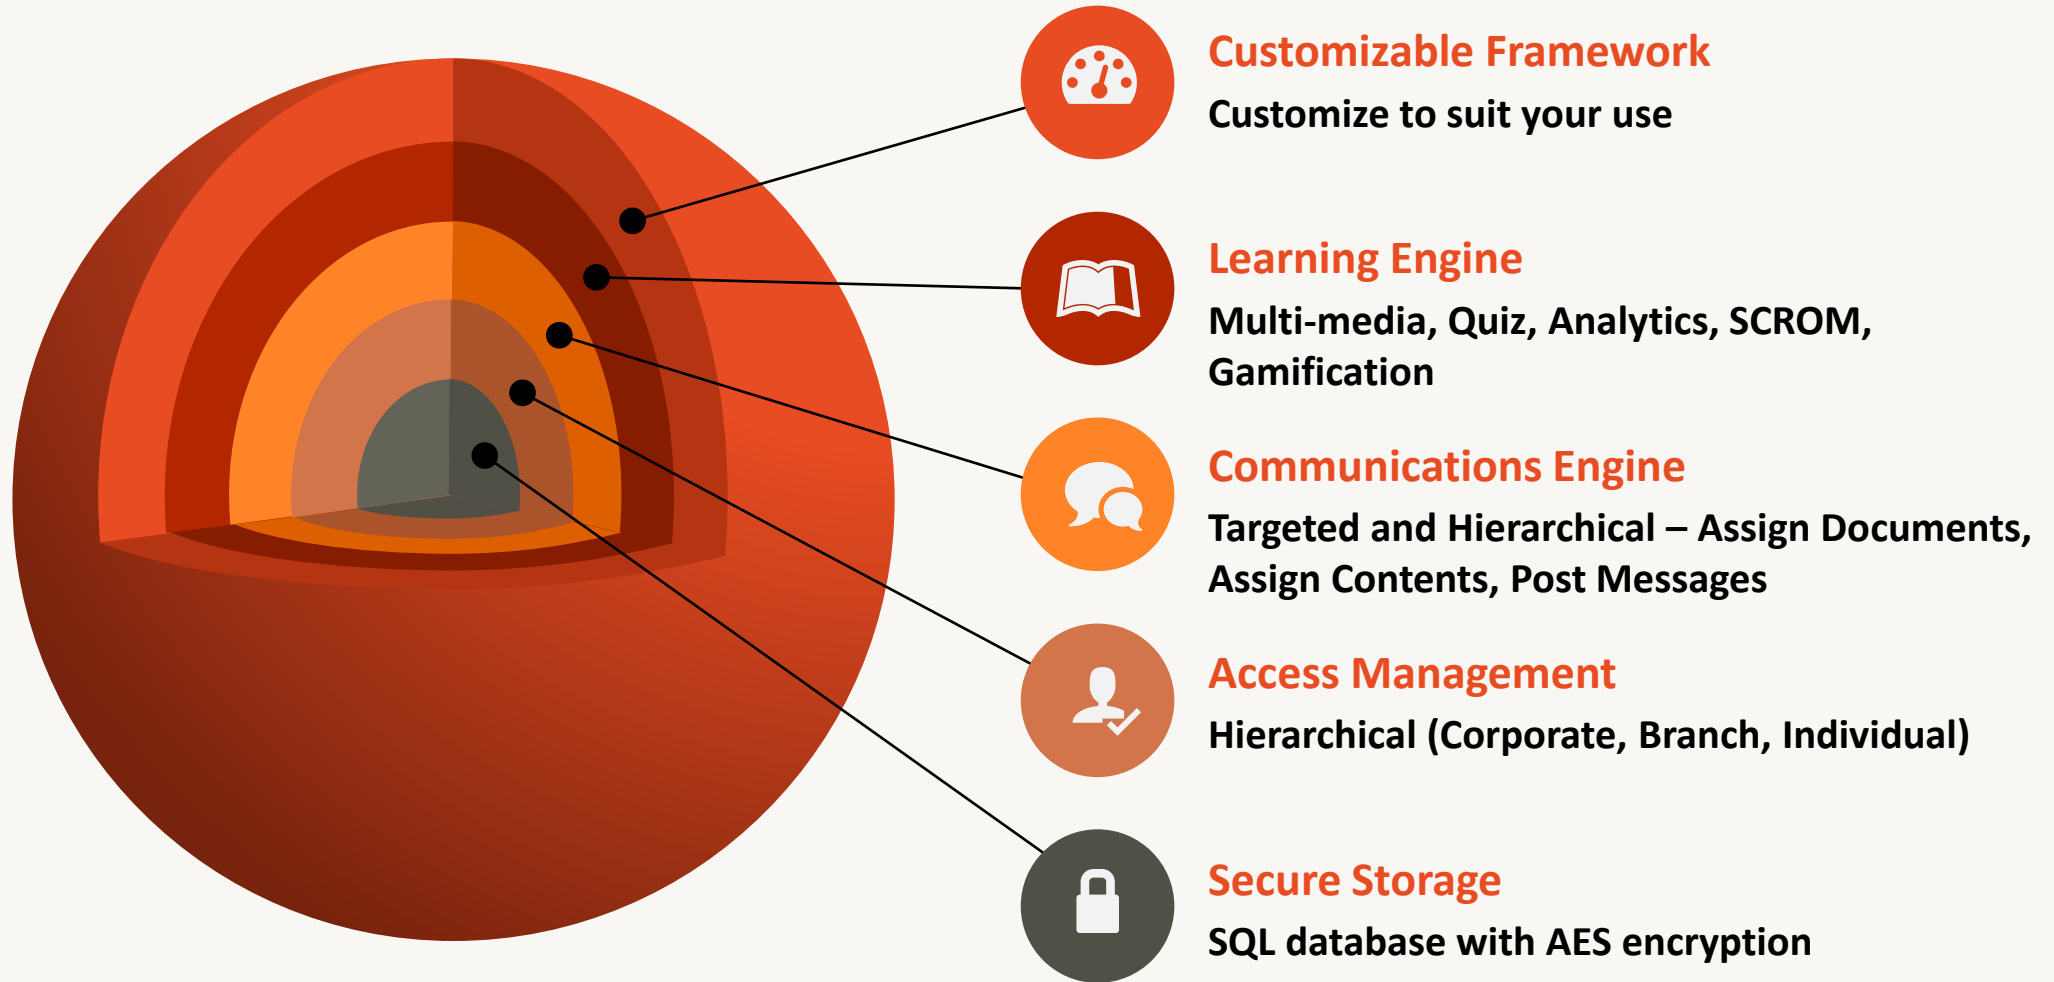 Customizable Framework
Customize to suit your use
Learning Engine
Multi-media, Quiz, Analytics, SCROM,
Gamification
Communications Engine
Targeted and Hierarchical – Assign Documents,
Assign Contents, Post Messages
Access Management
Hierarchical (Corporate, Branch, Individual)
Secure Storage
SQL database with AES encryption